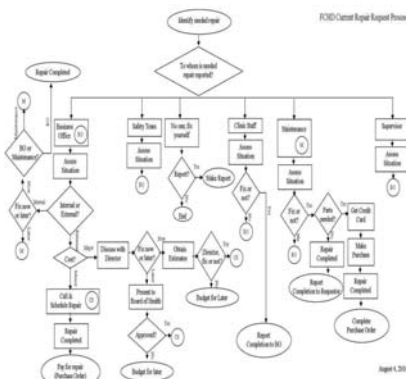 FCHD Current Repair Request Process
Identify needed repair
To whom is needed
repair reported?
Repair Completed
Business
Office
BO
Safety Team
No one, fix
yourself
Clinic Staff
Maintenance
Supervisor
Assess
Situation
Assess
Situation
Assess
Situation
Assess
Situation
Assess
Situation
BO or
Maintenance?
Report?
Yes
Make Report
End
Fix now
or later?
Internal
Internal or
External?
Fix or
not?
Fix or
not?
Parts
needed?
Yes
Get Credit
Card
Make
Purchase
Repair
Completed
Repair
Completed
Report
Completion to Requestor
Complete
Purchase Order
Cost?
Major
Discuss with
Director
Fix now
or later?
Obtain
Estimates
Director,
fix or not?
Budget for Later
Call &
Schedule Repair
Present to
Board of Health
Repair
Completed
Approved?
Yes
Report
Completion to BO
Pay for repair
(Purchase Order)
Budget for later